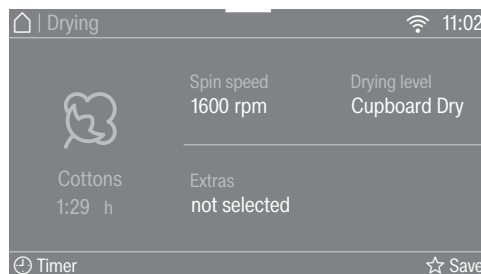 | Drying 11:02
Spin speed Drying level
1600 rpm Cupboard Dry
Cottons Extras
1:29 h not selected
Timer Save